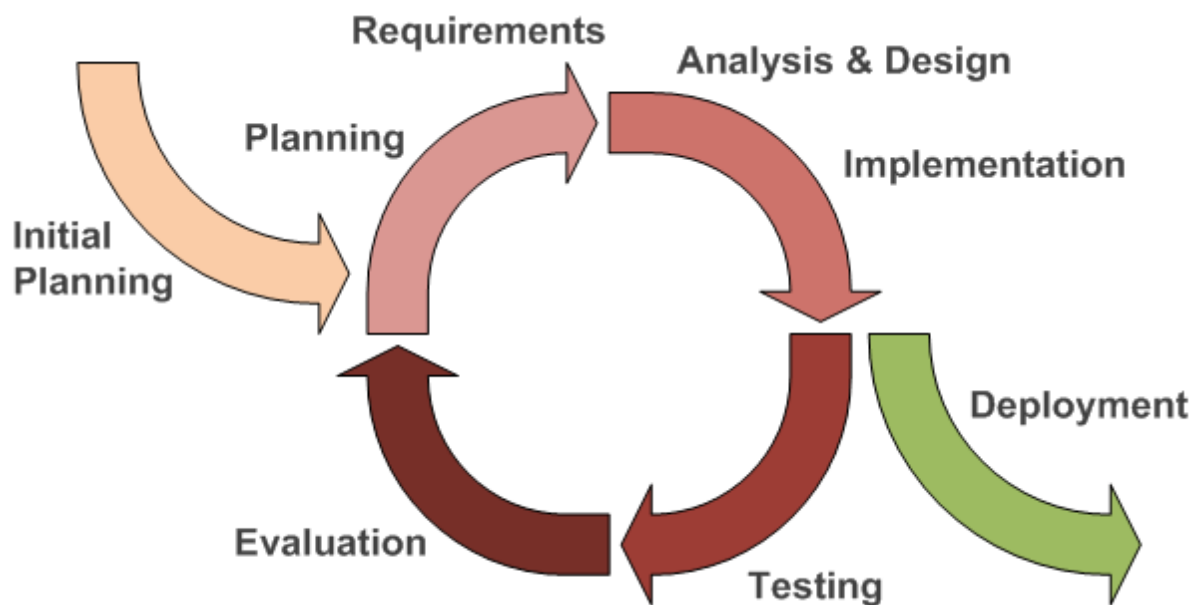 Requirements
Analysis & Design
Planning
Implementation
Initial
Planning
Deployment
Evaluation
Testing